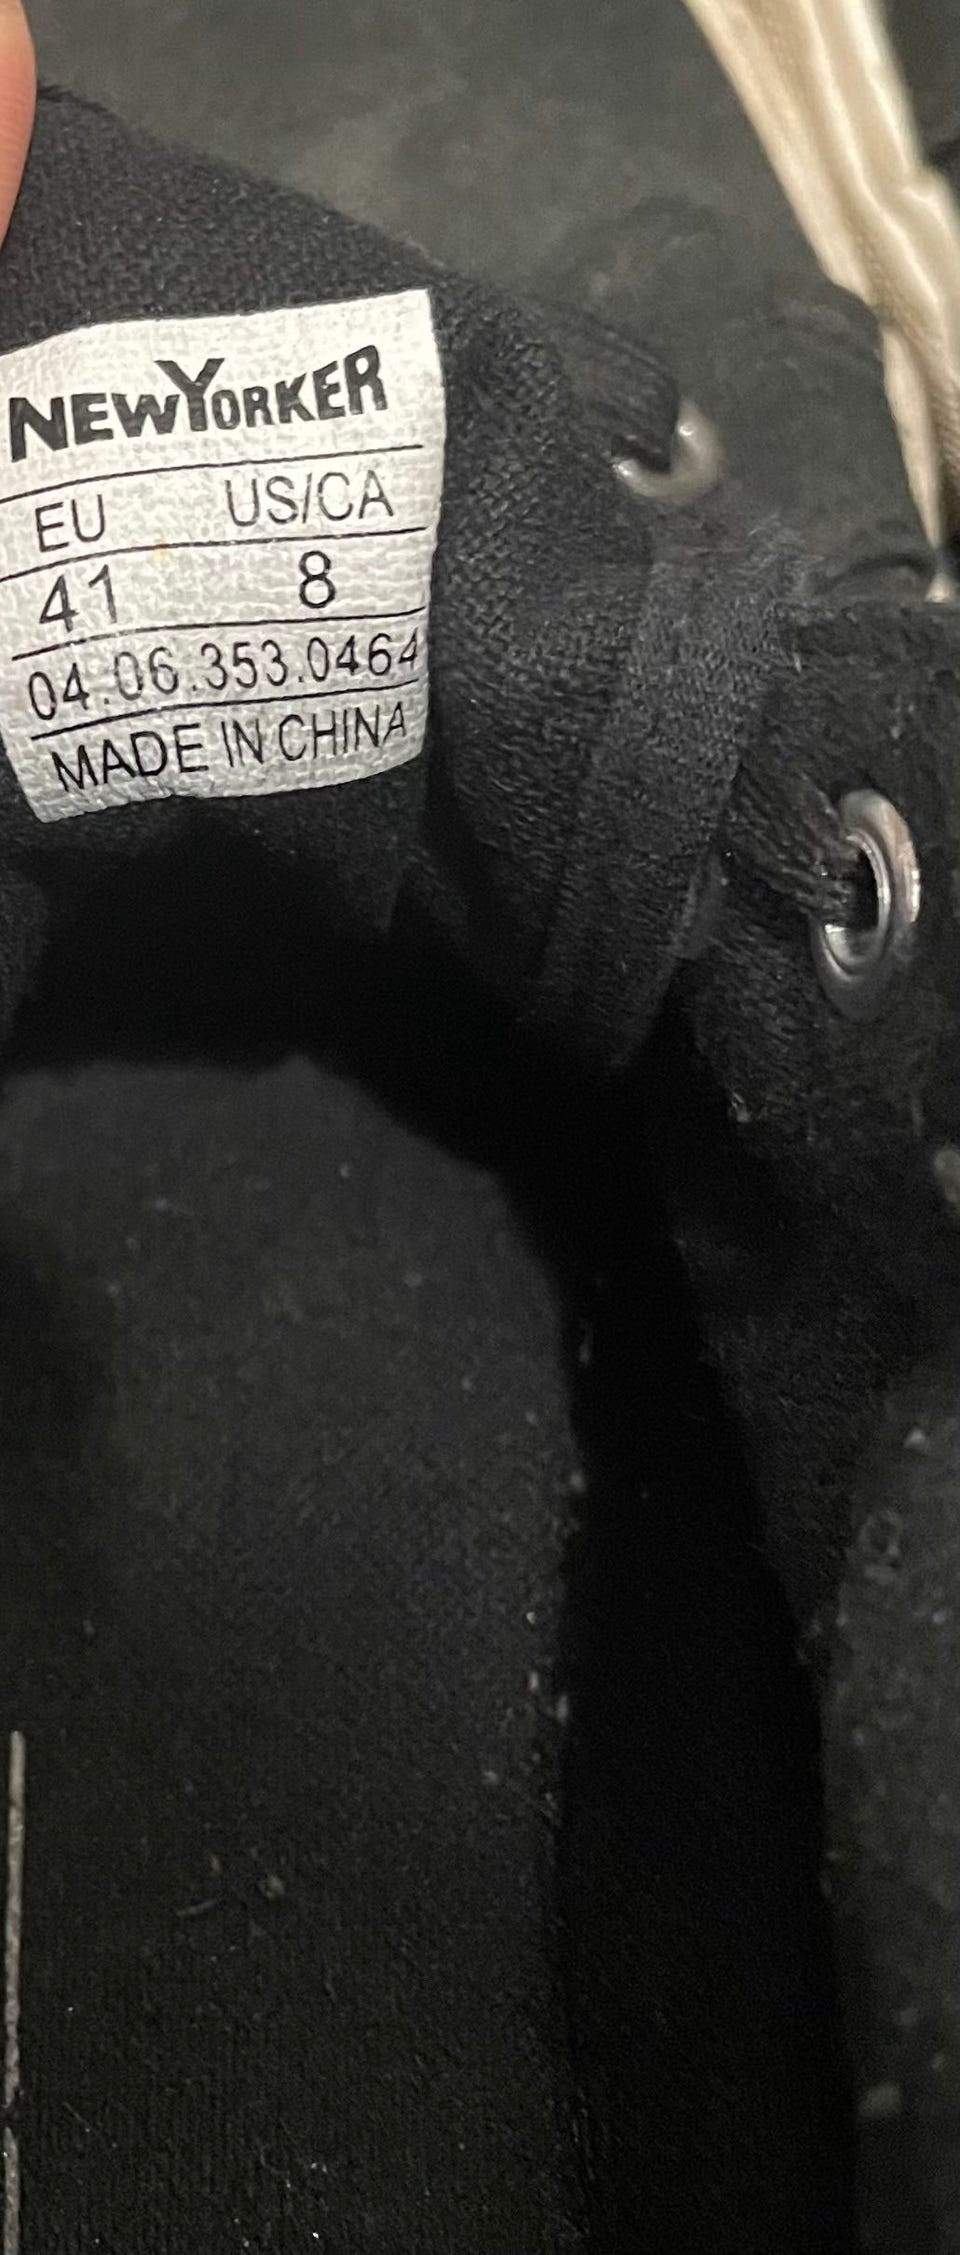 NEWYORKER
EU US/CA
41 8
04.06.353.0464
MADE IN CHINA